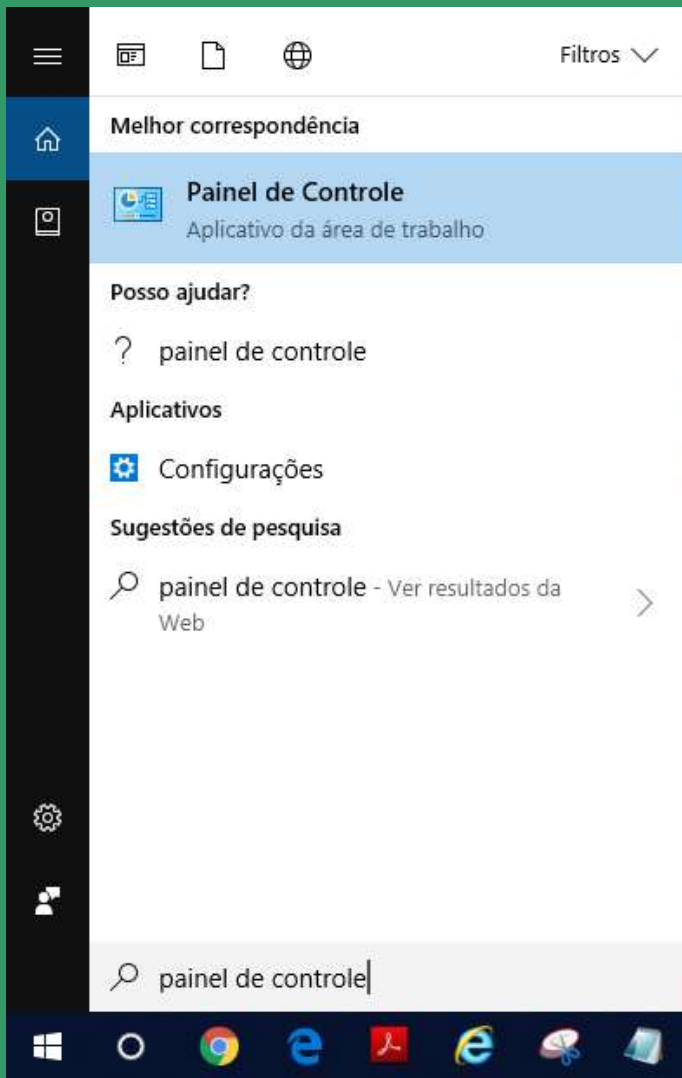 Filtros
Melhor correspondência
Painel de Controle
Aplicativo da área de trabalho
Posso ajudar?
? painel de controle
Aplicativos
Configurações
Sugestões de pesquisa
painel de controle - Ver resultados da
Web
painel de controle